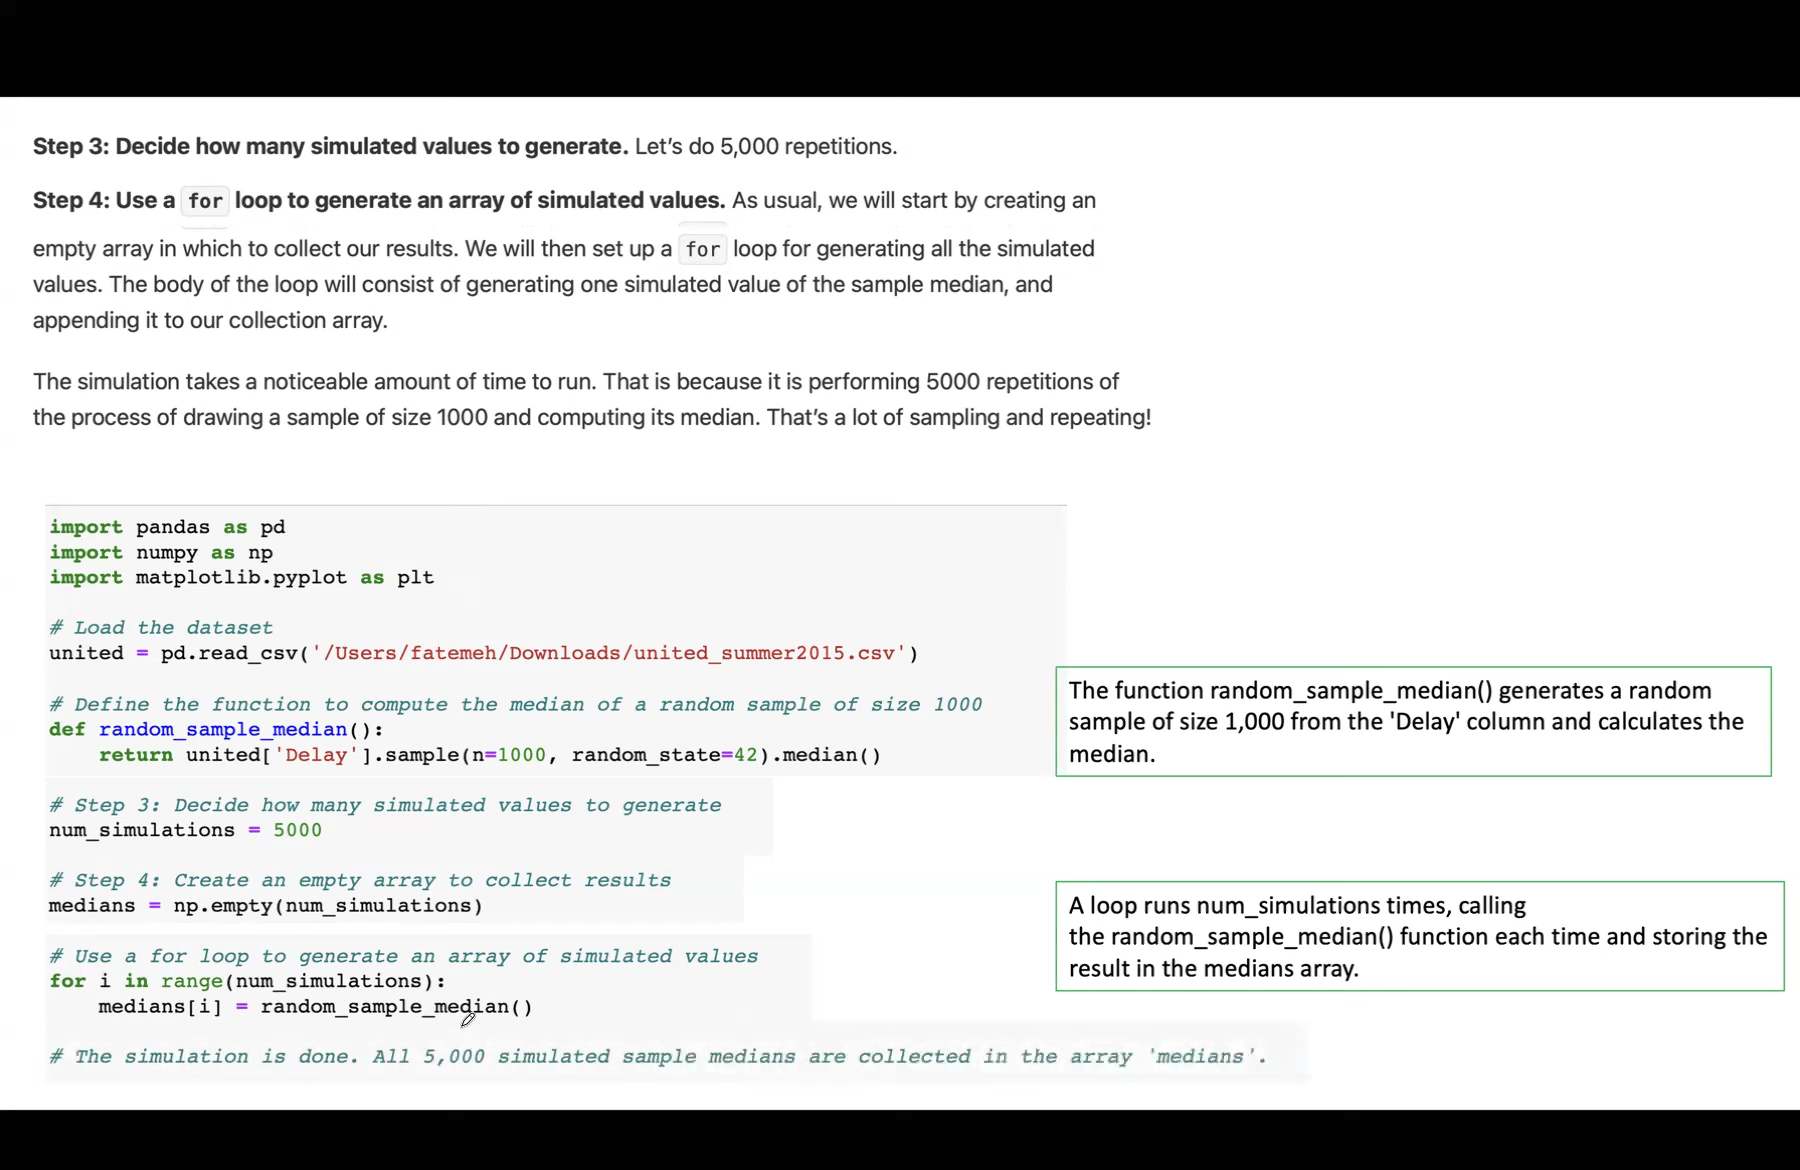 Step 3: Decide how many simulated values to generate. Let's do 5,000 repetitions.
Step 4: Use a for loop to generate an array of simulated values. As usual, we will start by creating an
empty array in which to collect our results. We will then set up a for loop for generating all the simulated
values. The body of the loop will consist of generating one simulated value of the sample median, and
appending it to our collection array.
The simulation takes a noticeable amount of time to run. That is because it is performing 5000 repetitions of
the process of drawing a sample of size 1000 and computing its median. That's a lot of sampling and repeating!
import pandas as pd
import numpy as np
import matplotlib.pyplot as plt
# Load the dataset
united = pd.read_csv('/Users/fatemeh/Downloads/united_summer2015.csv')
# Define the function to compute the median of a random sample of size 1000
def random_sample_median():
    return united['Delay'].sample(n=1000, random_state=42).median()
The function random_sample_median() generates a random
sample of size 1,000 from the 'Delay' column and calculates the
median.
# Step 3: Decide how many simulated values to generate
num_simulations = 5000
# Step 4: Create an empty array to collect results
medians = np.empty(num_simulations)
# Use a for loop to generate an array of simulated values
for i in range(num_simulations):
    medians[i] = random_sample_median()
A loop runs num_simulations times, calling
the random_sample_median() function each time and storing the
result in the medians array.
# The simulation is done. All 5,000 simulated sample medians are collected in the array 'medians'.